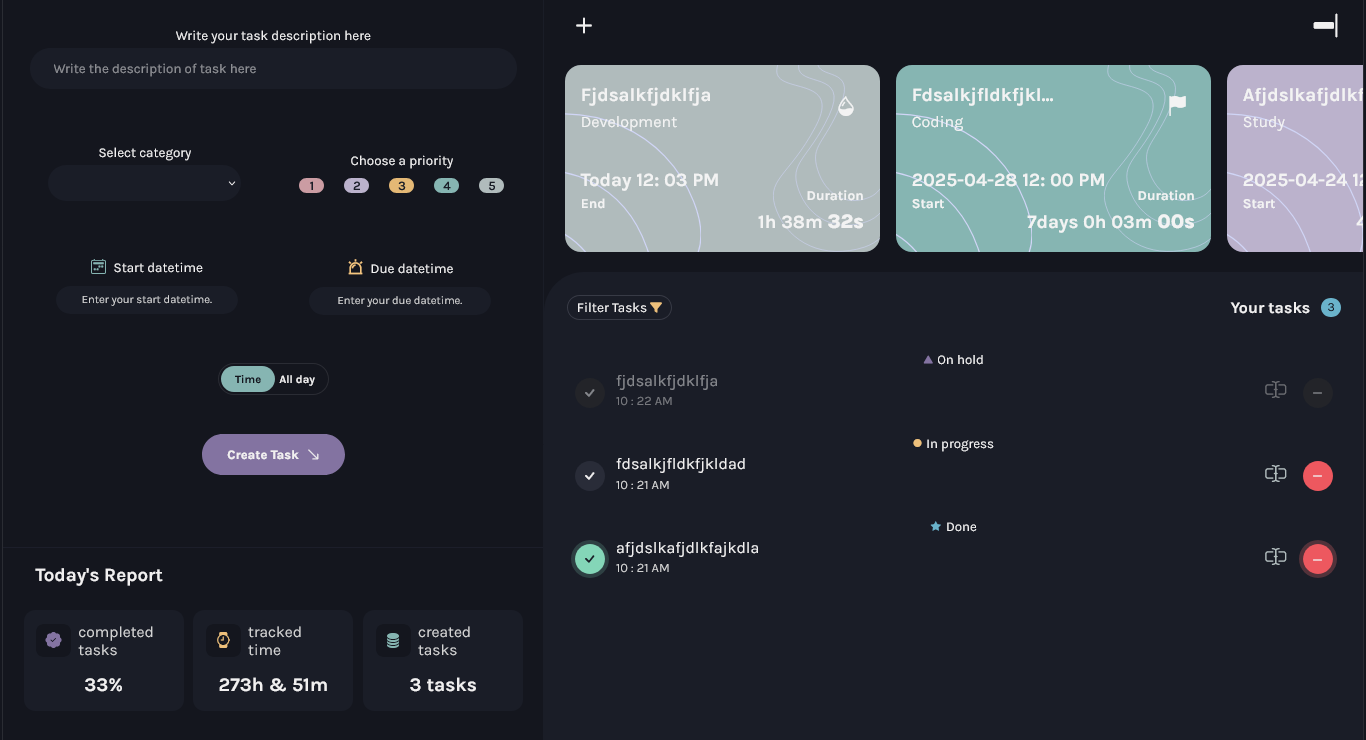 Write your task description here
Write the description of task here
Select category
Choose a priority
1 2 3 4 5
Start datetime
Due datetime
Enter your start datetime.
Enter your due datetime.
Time All day
Create Task
Today's Report
completed tasks
33%
tracked time
273h & 51m
created tasks
3 tasks
Fjdsalkfjdklfja
Development
Today 12: 03 PM
End
Duration
1h 38m 32s
Fdsalkjfldkfjkl...
Coding
2025-04-28 12: 00 PM
Start
Duration
7days 0h 03m 00s
Afjdslkafjdlkf
Study
2025-04-24 12
Start
Filter Tasks
Your tasks 3
On hold
fjdsalkfjdklfja
10 : 22 AM
In progress
fdsalkjfldkfjkldad
10 : 21 AM
Done
afjdslkafjdlkfajkdla
10 : 21 AM